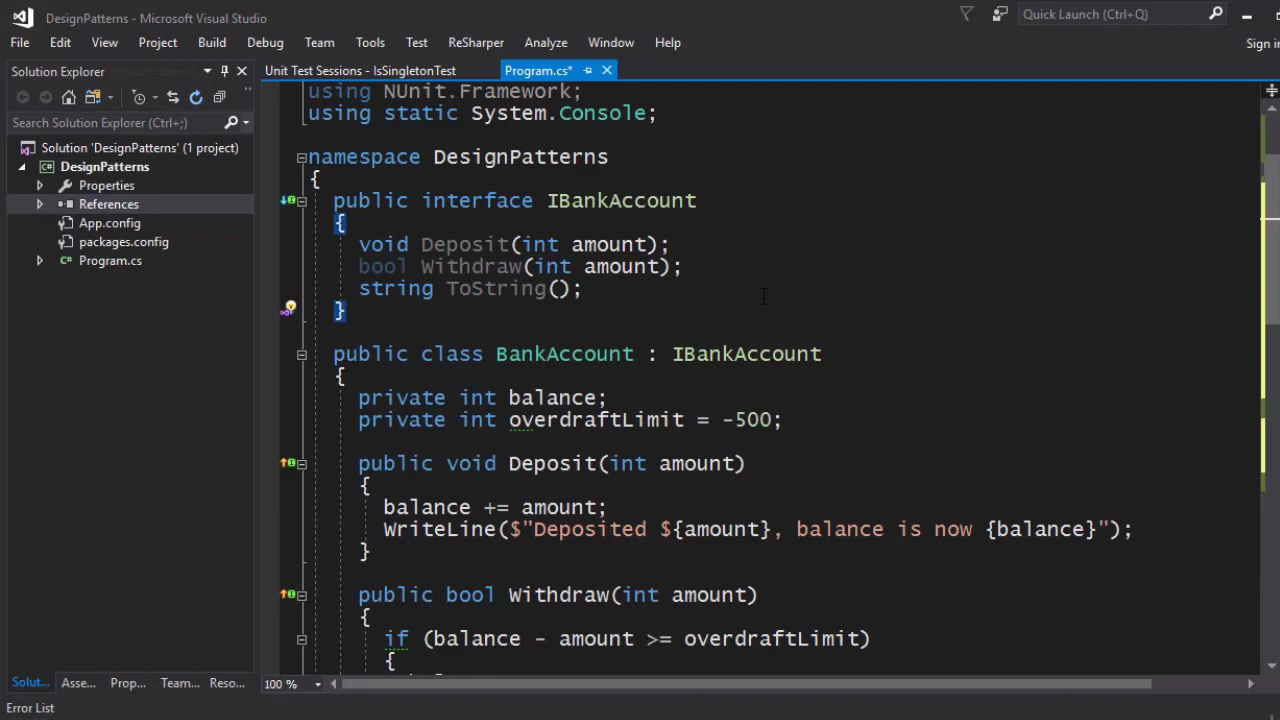 DesignPatterns - Microsoft Visual Studio
Quick Launch (Ctrl+Q)
File Edit View Project Build Debug Team Tools Test ReSharper Analyze Window Help
Sign in
Solution Explorer
Unit Test Sessions - IsSingletonTest
Program.cs*
Search Solution Explorer (Ctrl+;)
Solution 'DesignPatterns' (1 project)
DesignPatterns
Properties
References
App.config
packages.config
Program.cs
using NUnit.Framework;
using static System.Console;
namespace DesignPatterns
{
public interface IBankAccount
{
void Deposit(int amount);
bool Withdraw(int amount);
string ToString();
}
public class BankAccount : IBankAccount
{
private int balance;
private int overdraftLimit = -500;
public void Deposit(int amount)
{
balance += amount;
WriteLine($"Deposited ${amount}, balance is now {balance}");
}
public bool Withdraw(int amount)
{
if (balance - amount >= overdraftLimit)
{
Solut... Asse... Prop... Team... Reso...
100 %
Error List